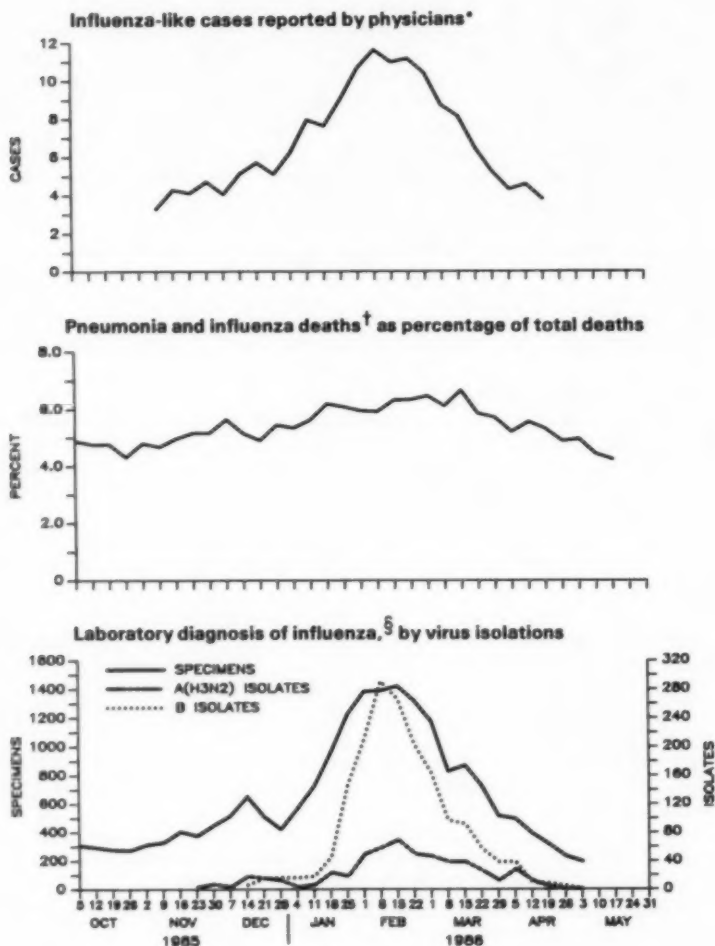 Influenza-like cases reported by physicians*
12
10
8
6
4
2
0
CASES
Pneumonia and influenza deaths† as percentage of total deaths
8.0
6.0
4.0
2.0
0
PERCENT
Laboratory diagnosis of influenza,§ by virus isolations
1600
1400
1200
1000
800
600
400
200
0
SPECIMENS
SPECIMENS
A(H3N2) ISOLATES
B ISOLATES
320
280
240
200
160
120
80
40
0
ISOLATES
5 12 19 26 2 9 16 23 30 7 14 21 28 4 11 18 25 1 8 15 22 1 8 15 22 29 5 12 19 26 3 10 17 24 31
OCT NOV DEC JAN FEB MAR APR MAY
1985 1986